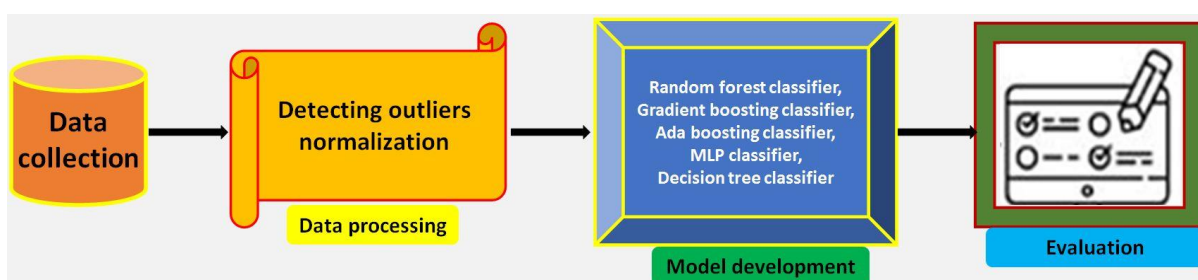 Data
collection
Detecting outliers
normalization
Data processing
Random forest classifier,
Gradient boosting classifier,
Ada boosting classifier,
MLP classifier,
Decision tree classifier
Model development
Evaluation